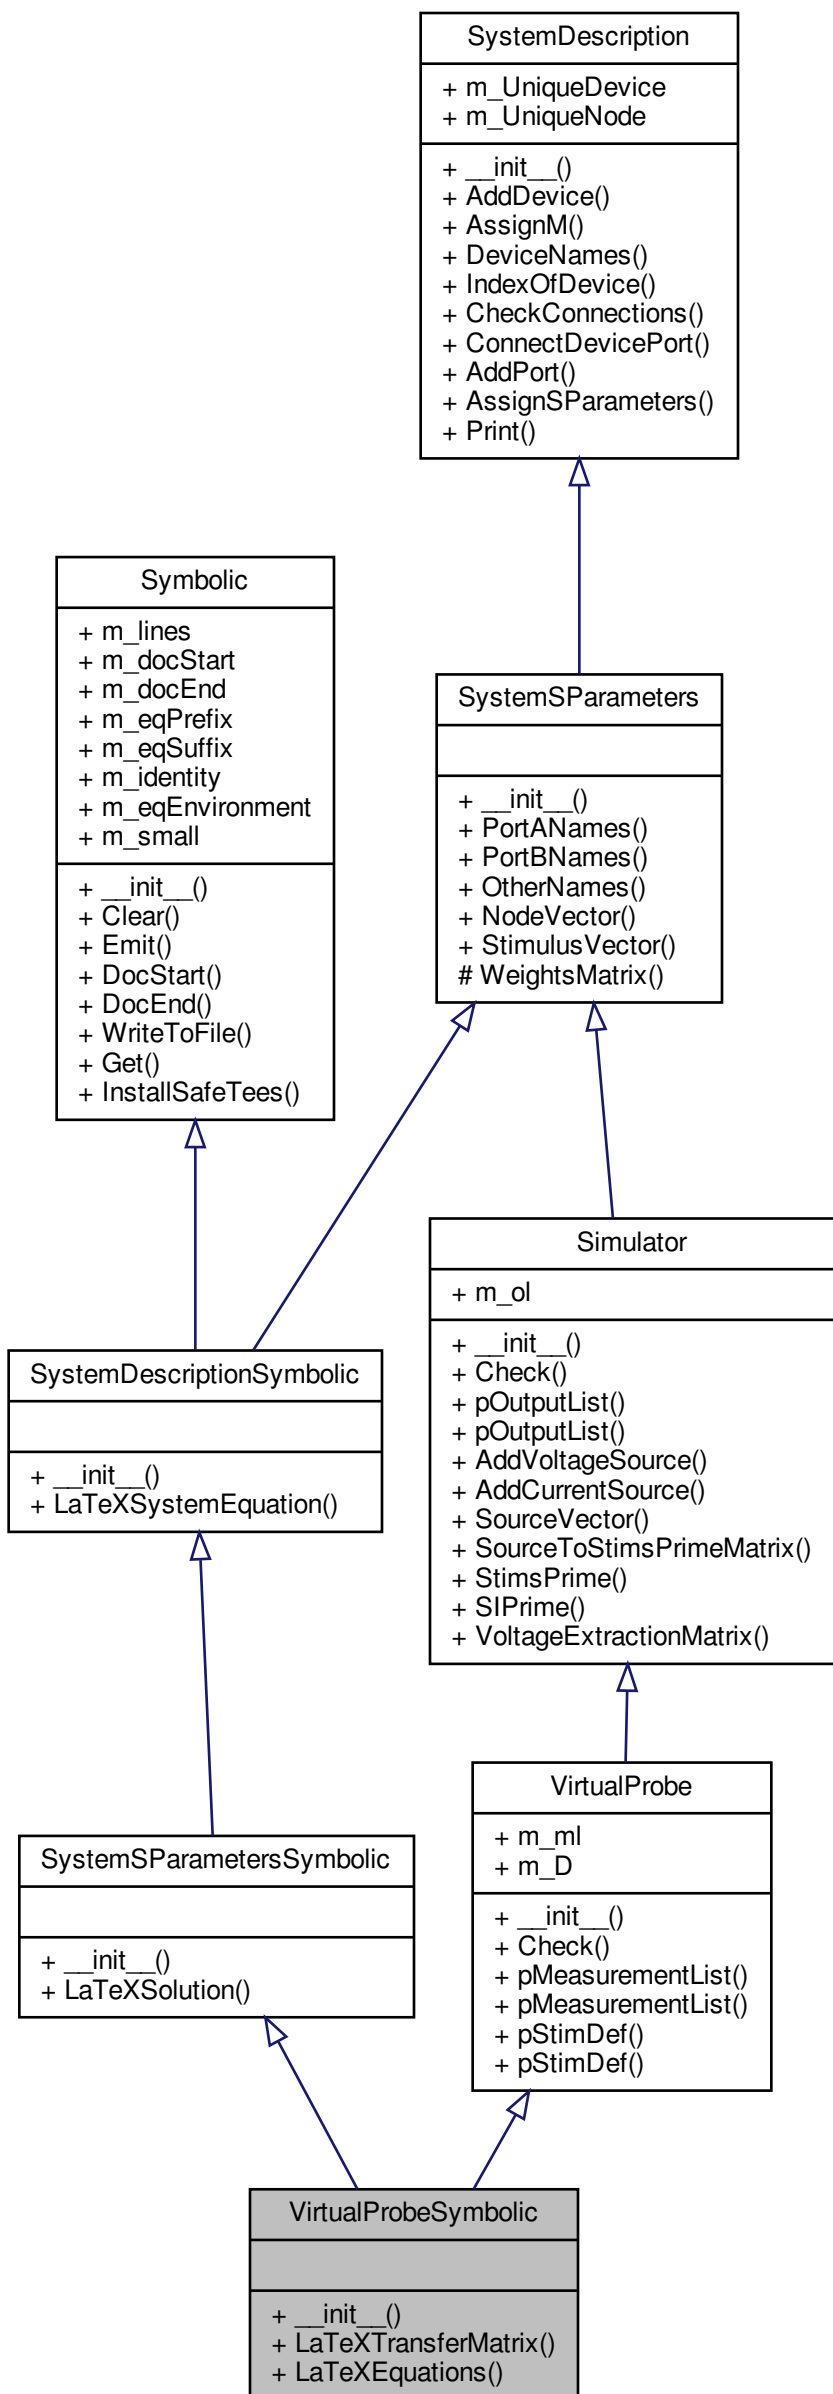 SystemDescription
+ m_UniqueDevice
+ m_UniqueNode
+ __init__()
+ AddDevice()
+ AssignM()
+ DeviceNames()
+ IndexOfDevice()
+ CheckConnections()
+ ConnectDevicePort()
+ AddPort()
+ AssignSParameters()
+ Print()
Symbolic
+ m_lines
+ m_docStart
+ m_docEnd
+ m_eqPrefix
+ m_eqSuffix
+ m_identity
+ m_eqEnvironment
+ m_small
+ __init__()
+ Clear()
+ Emit()
+ DocStart()
+ DocEnd()
+ WriteToFile()
+ Get()
+ InstallSafeTees()
SystemSParameters
+ __init__()
+ PortANames()
+ PortBNames()
+ OtherNames()
+ NodeVector()
+ StimulusVector()
# WeightsMatrix()
Simulator
+ m_ol
+ __init__()
+ Check()
+ pOutputList()
+ pOutputList()
+ AddVoltageSource()
+ AddCurrentSource()
+ SourceVector()
+ SourceToStimsPrimeMatrix()
+ StimsPrime()
+ SIPrime()
+ VoltageExtractionMatrix()
SystemDescriptionSymbolic
+ __init__()
+ LaTeXSystemEquation()
VirtualProbe
+ m_ml
+ m_D
+ __init__()
+ Check()
+ pMeasurementList()
+ pMeasurementList()
+ pStimDef()
+ pStimDef()
SystemSParametersSymbolic
+ __init__()
+ LaTeXSolution()
VirtualProbeSymbolic
+ __init__()
+ LaTeXTransferMatrix()
+ LaTeXEquations()